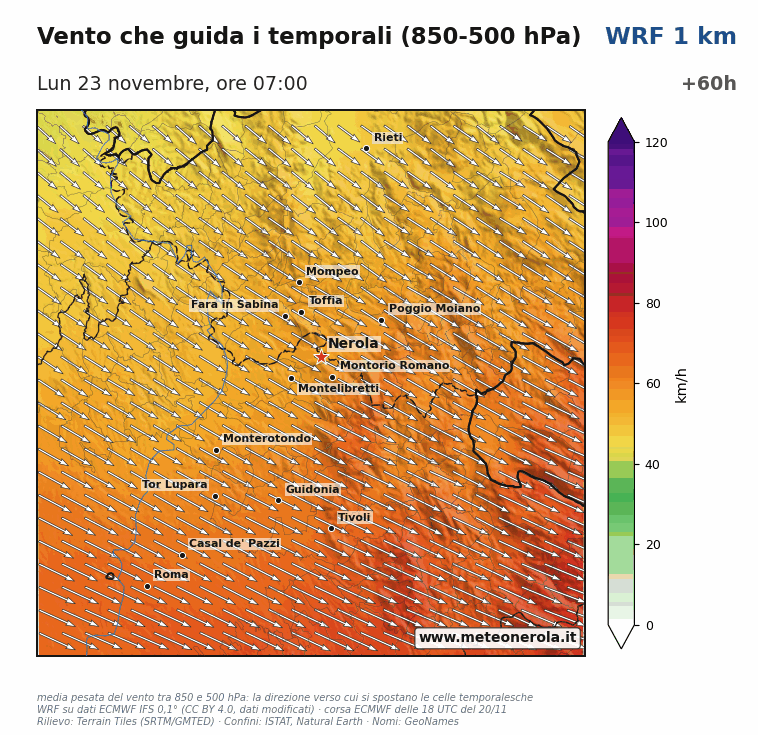 Vento che guida i temporali (850-500 hPa) WRF 1 km
Lun 23 novembre, ore 07:00 +60h
Rieti
Mompeo
Fara in Sabina
Toffia
Poggio Moiano
Nerola
Montorio Romano
Montelibretti
Monterotondo
Tor Lupara
Guidonia
Tivoli
Casal de' Pazzi
Roma
www.meteonerola.it
120
100
80
60
40
20
0
km/h
media pesata del vento tra 850 e 500 hPa: la direzione verso cui si spostano le celle temporalesche
WRF su dati ECMWF IFS 0,1° (CC BY 4.0, dati modificati) · corsa ECMWF delle 18 UTC del 20/11
Rilievo: Terrain Tiles (SRTM/GMTED) · Confini: ISTAT, Natural Earth · Nomi: GeoNames